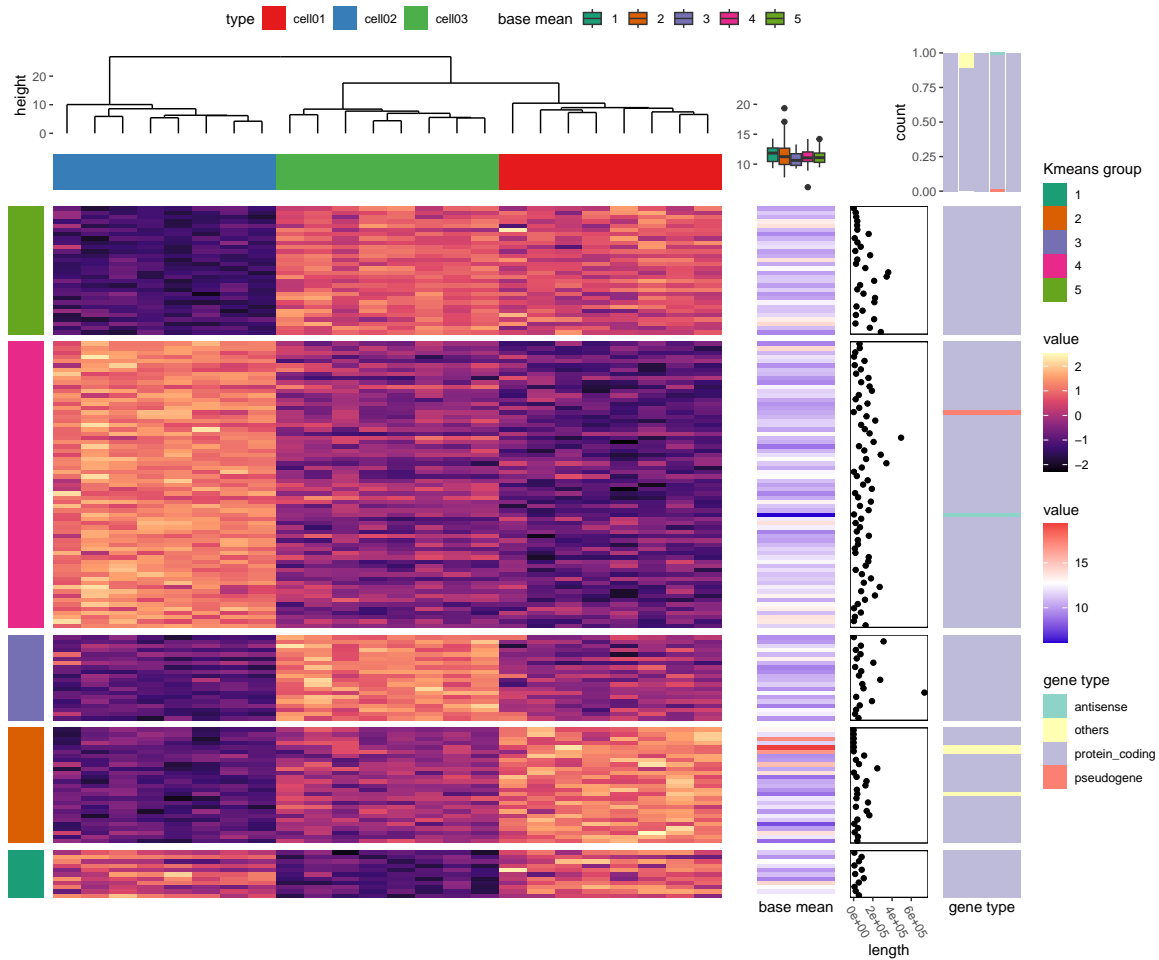 type cell01 cell02 cell03 base mean 1 2 3 4 5
height
20
10
0
20
15
10
count
1.00
0.75
0.50
0.25
0.00
Kmeans group
1
2
3
4
5
value
2
1
0
−1
−2
value
15
10
gene type
antisense
others
protein_coding
pseudogene
base mean
0e+00
2e+05
4e+05
6e+05
length
gene type